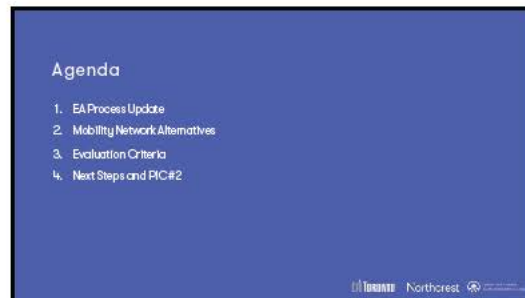 Agenda
1. EA Process Update
2. Mobility Network Alternatives
3. Evaluation Criteria
4. Next Steps and PIC#2
TORONTO Northcrest